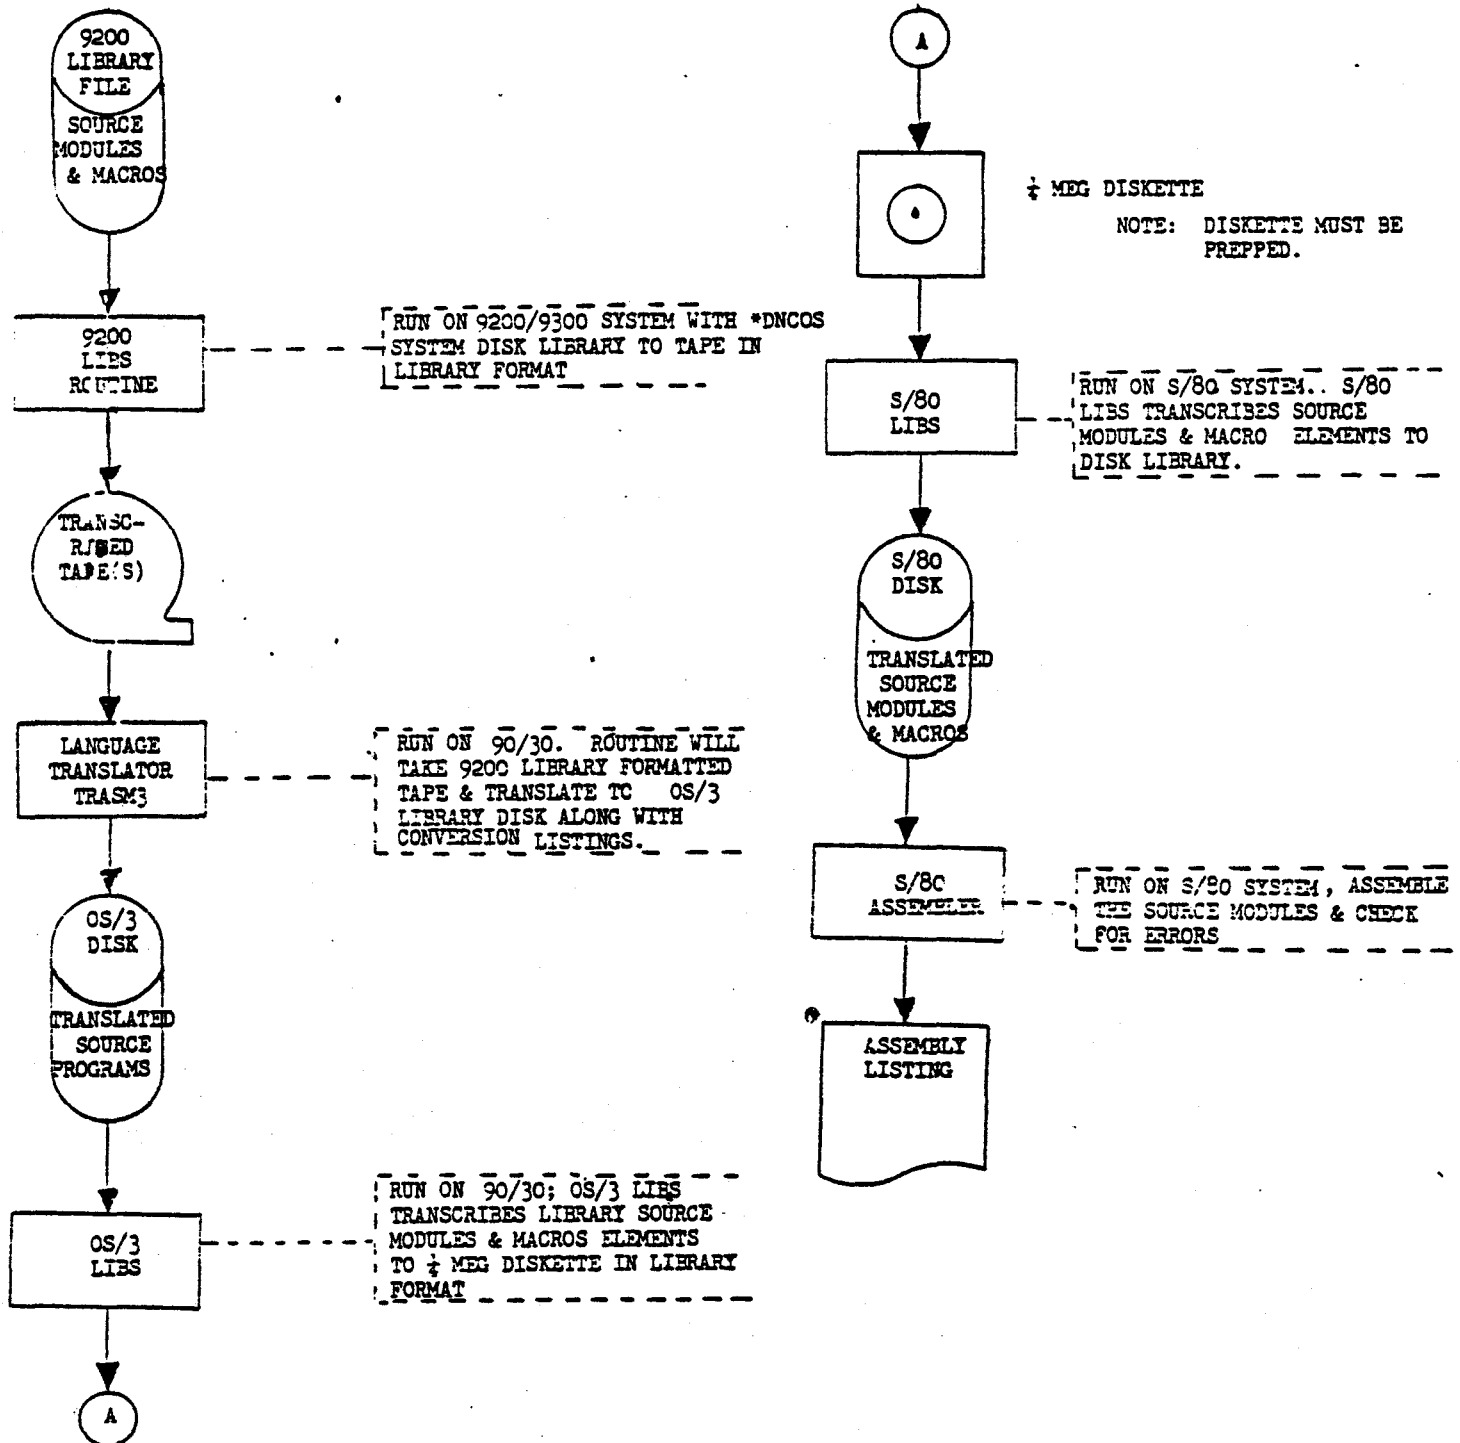 9200
LIBRARY
FILE
SOURCE
MODULES
& MACROS
9200
LIBS
ROUTINE
RUN ON 9200/9300 SYSTEM WITH *DNCOS
SYSTEM DISK LIBRARY TO TAPE IN
LIBRARY FORMAT
TRANSC-
RIBED
TAPE(S)
LANGUAGE
TRANSLATOR
TRASM3
RUN ON 90/30. ROUTINE WILL
TAKE 9200 LIBRARY FORMATTED
TAPE & TRANSLATE TO OS/3
LIBRARY DISK ALONG WITH
CONVERSION LISTINGS.
OS/3
DISK
TRANSLATED
SOURCE
PROGRAMS
OS/3
LIBS
RUN ON 90/30; OS/3 LIBS
TRANSCRIBES LIBRARY SOURCE
MODULES & MACROS ELEMENTS
TO ¼ MEG DISKETTE IN LIBRARY
FORMAT
A
A
¼ MEG DISKETTE
NOTE: DISKETTE MUST BE
PREPPED.
S/80
LIBS
RUN ON S/80 SYSTEM.. S/80
LIBS TRANSCRIBES SOURCE
MODULES & MACRO ELEMENTS TO
DISK LIBRARY.
S/80
DISK
TRANSLATED
SOURCE
MODULES
& MACROS
S/80
ASSEMBLER
RUN ON S/80 SYSTEM, ASSEMBLE
THE SOURCE MODULES & CHECK
FOR ERRORS
ASSEMBLY
LISTING